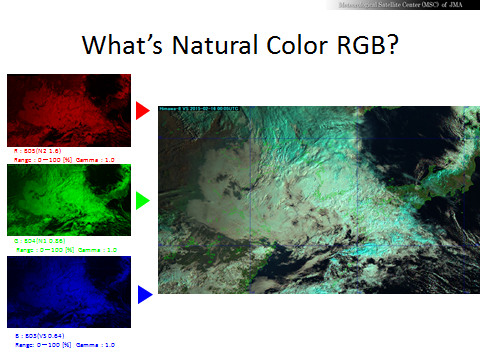 Meteorological Satellite Center (MSC) of JMA
What's Natural Color RGB?
Himawari-8 VS 2015-02-18 00:00UTC
R : B05(N2 1.6)
Range: 0－100 [%] Gamma : 1.0
G : B04(N1 0.86)
Range : 0－100 [%] Gamma : 1.0
B : B03(VS 0.64)
Range: 0－100 [%] Gamma : 1.0